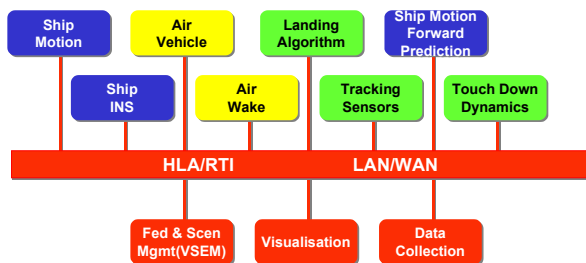 Ship
Motion
Air
Vehicle
Landing
Algorithm
Ship Motion
Forward
Prediction
Ship
INS
Air
Wake
Tracking
Sensors
Touch Down
Dynamics
HLA/RTI
LAN/WAN
Fed & Scen
Mgmt(VSEM)
Visualisation
Data
Collection